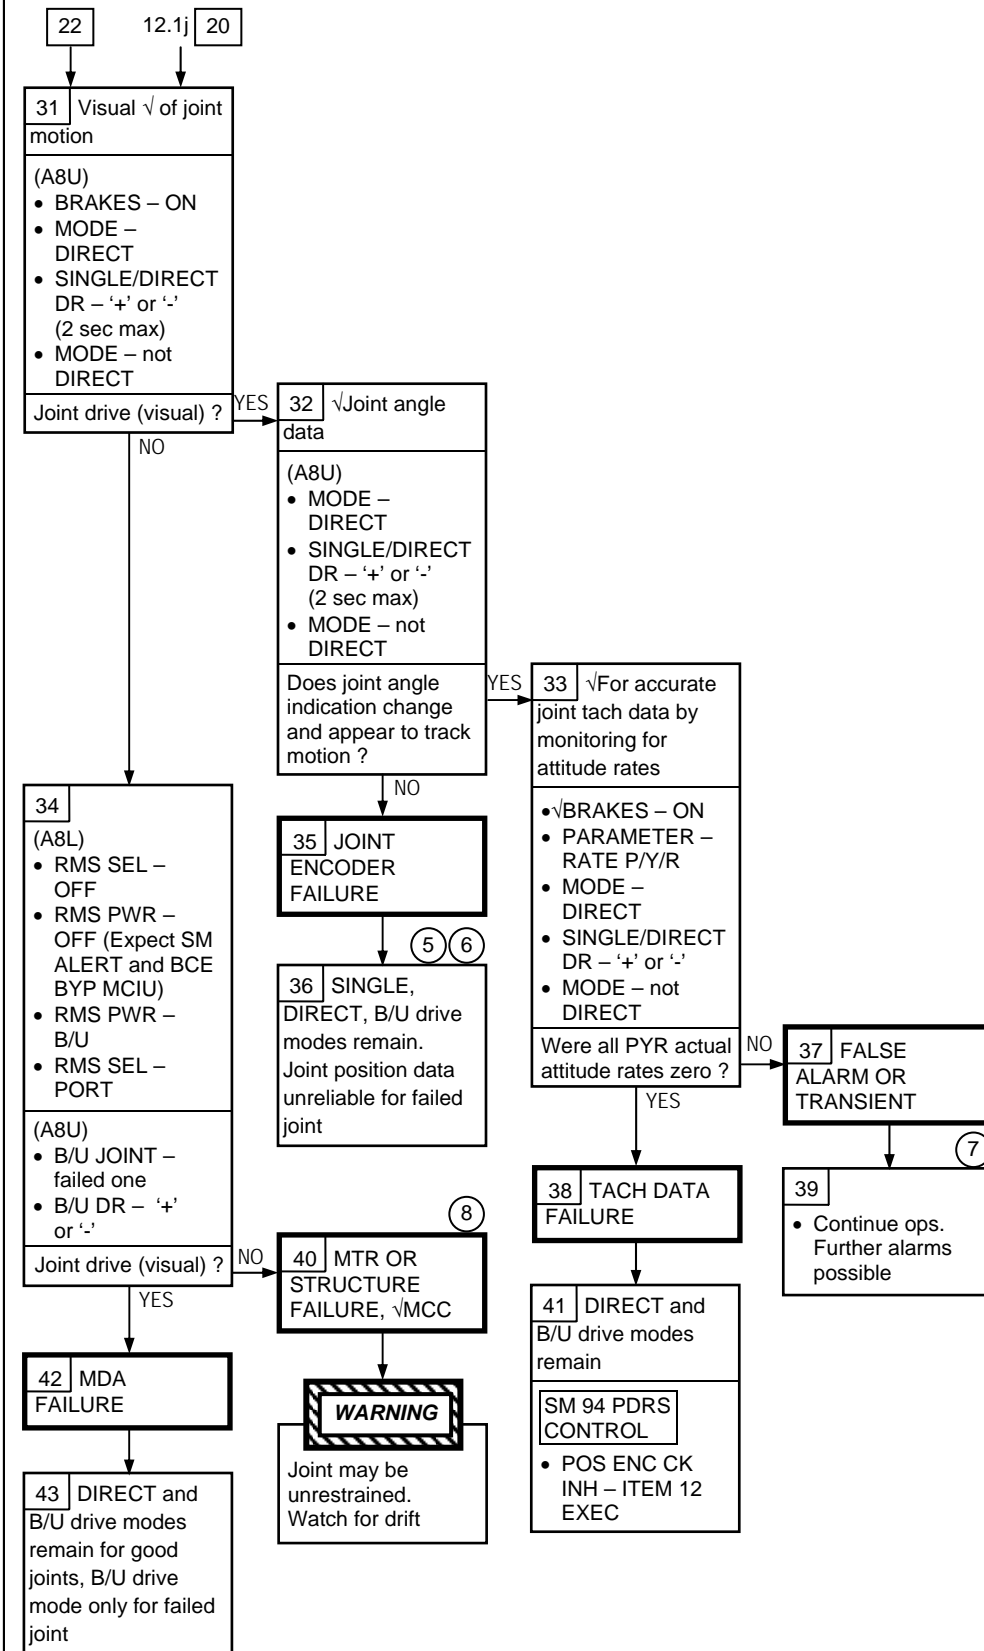 22
12.1j 20
31 Visual √ of joint
motion
(A8U)
• BRAKES – ON
• MODE –
DIRECT
• SINGLE/DIRECT
DR – ‘+’ or ‘-’
(2 sec max)
• MODE – not
DIRECT
Joint drive (visual) ?
YES
NO
32 √Joint angle
data
(A8U)
• MODE –
DIRECT
• SINGLE/DIRECT
DR – ‘+’ or ‘-’
(2 sec max)
• MODE – not
DIRECT
Does joint angle
indication change
and appear to track
motion ?
YES
NO
33 √For accurate
joint tach data by
monitoring for
attitude rates
•√BRAKES – ON
• PARAMETER –
RATE P/Y/R
• MODE –
DIRECT
• SINGLE/DIRECT
DR – ‘+’ or ‘-’
• MODE – not
DIRECT
Were all PYR actual
attitude rates zero ?
NO
YES
34
(A8L)
• RMS SEL –
OFF
• RMS PWR –
OFF (Expect SM
ALERT and BCE
BYP MCIU)
• RMS PWR –
B/U
• RMS SEL –
PORT
(A8U)
• B/U JOINT –
failed one
• B/U DR – ‘+’
or ‘-’
Joint drive (visual) ?
NO
YES
35 JOINT
ENCODER
FAILURE
5 6
36 SINGLE,
DIRECT, B/U drive
modes remain.
Joint position data
unreliable for failed
joint
37 FALSE
ALARM OR
TRANSIENT
7
38 TACH DATA
FAILURE
39
• Continue ops.
Further alarms
possible
8
40 MTR OR
STRUCTURE
FAILURE, √MCC
WARNING
Joint may be
unrestrained.
Watch for drift
41 DIRECT and
B/U drive modes
remain
SM 94 PDRS
CONTROL
• POS ENC CK
INH – ITEM 12
EXEC
42 MDA
FAILURE
43 DIRECT and
B/U drive modes
remain for good
joints, B/U drive
mode only for failed
joint